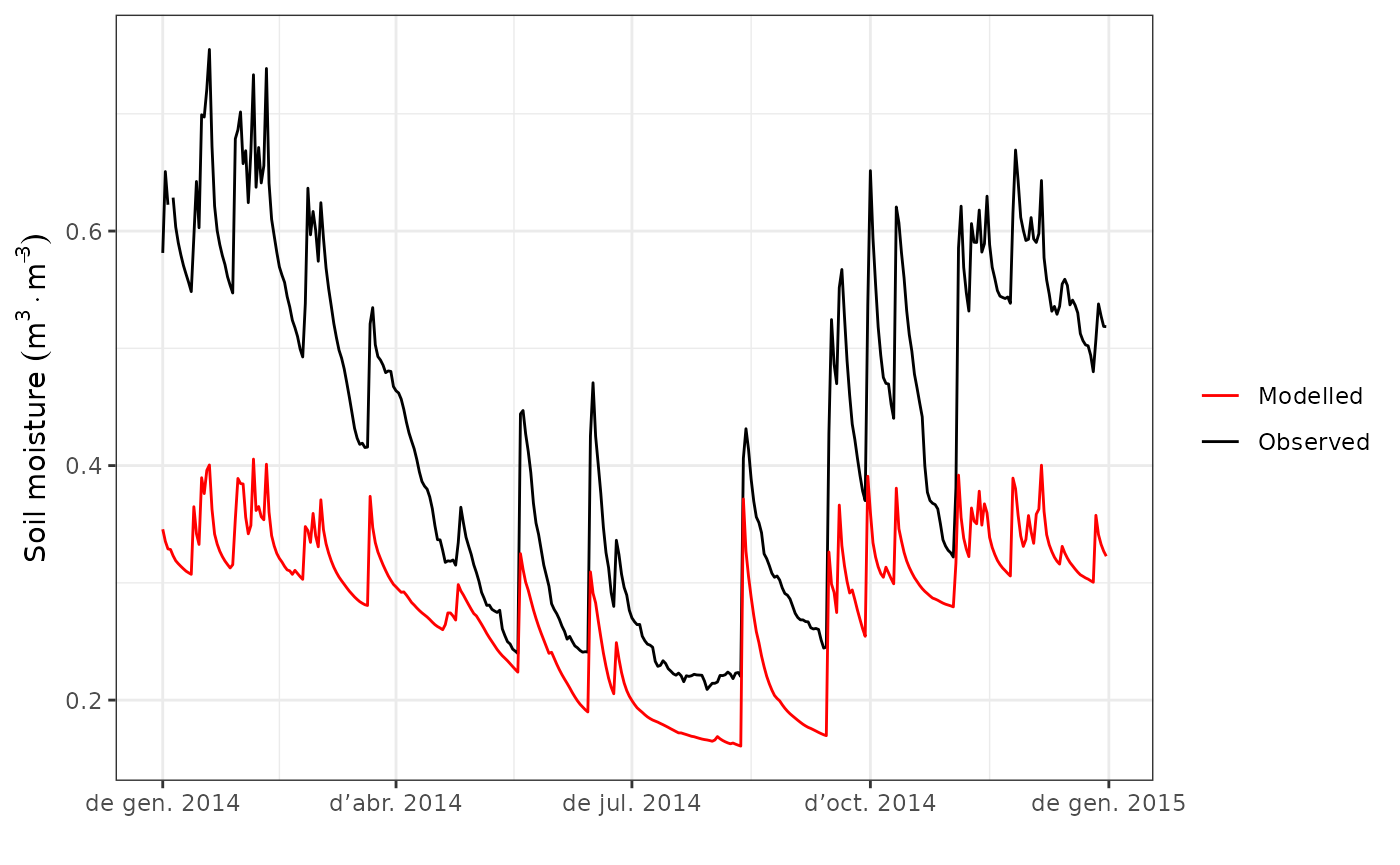 Soil moisture (m³ · m⁻³)
0.6
0.4
0.2
de gen. 2014 d’abr. 2014 de jul. 2014 d’oct. 2014 de gen. 2015
Modelled
Observed